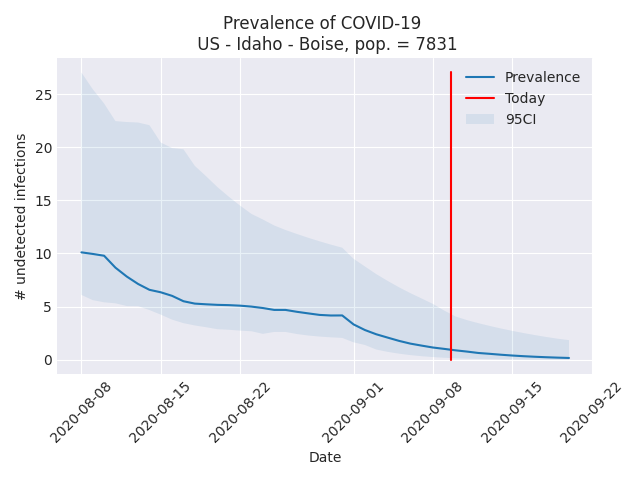 Prevalence of COVID-19
US - Idaho - Boise, pop. = 7831
Prevalence
Today
95CI
# undetected infections
25
20
15
10
5
0
2020-08-08
2020-08-15
2020-08-22
2020-09-01
2020-09-08
2020-09-15
2020-09-22
Date